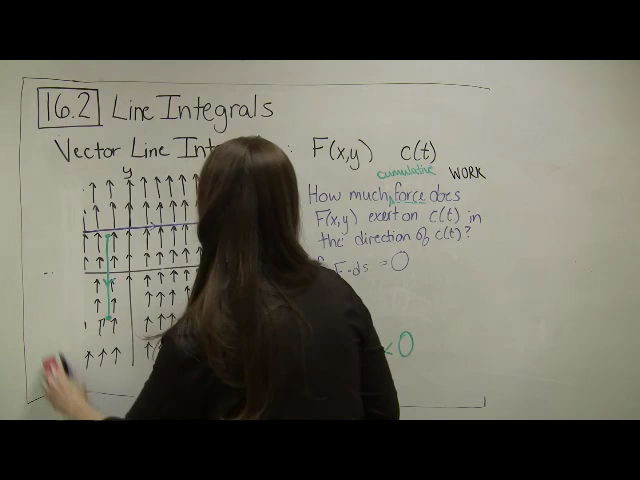 16.2 Line Integrals
Vector Line Int : F(x,y) c(t)
cumulative WORK
y
How much force does
F(x,y) exert on c(t) in
the direction of c(t)?
F·ds = 0
< 0